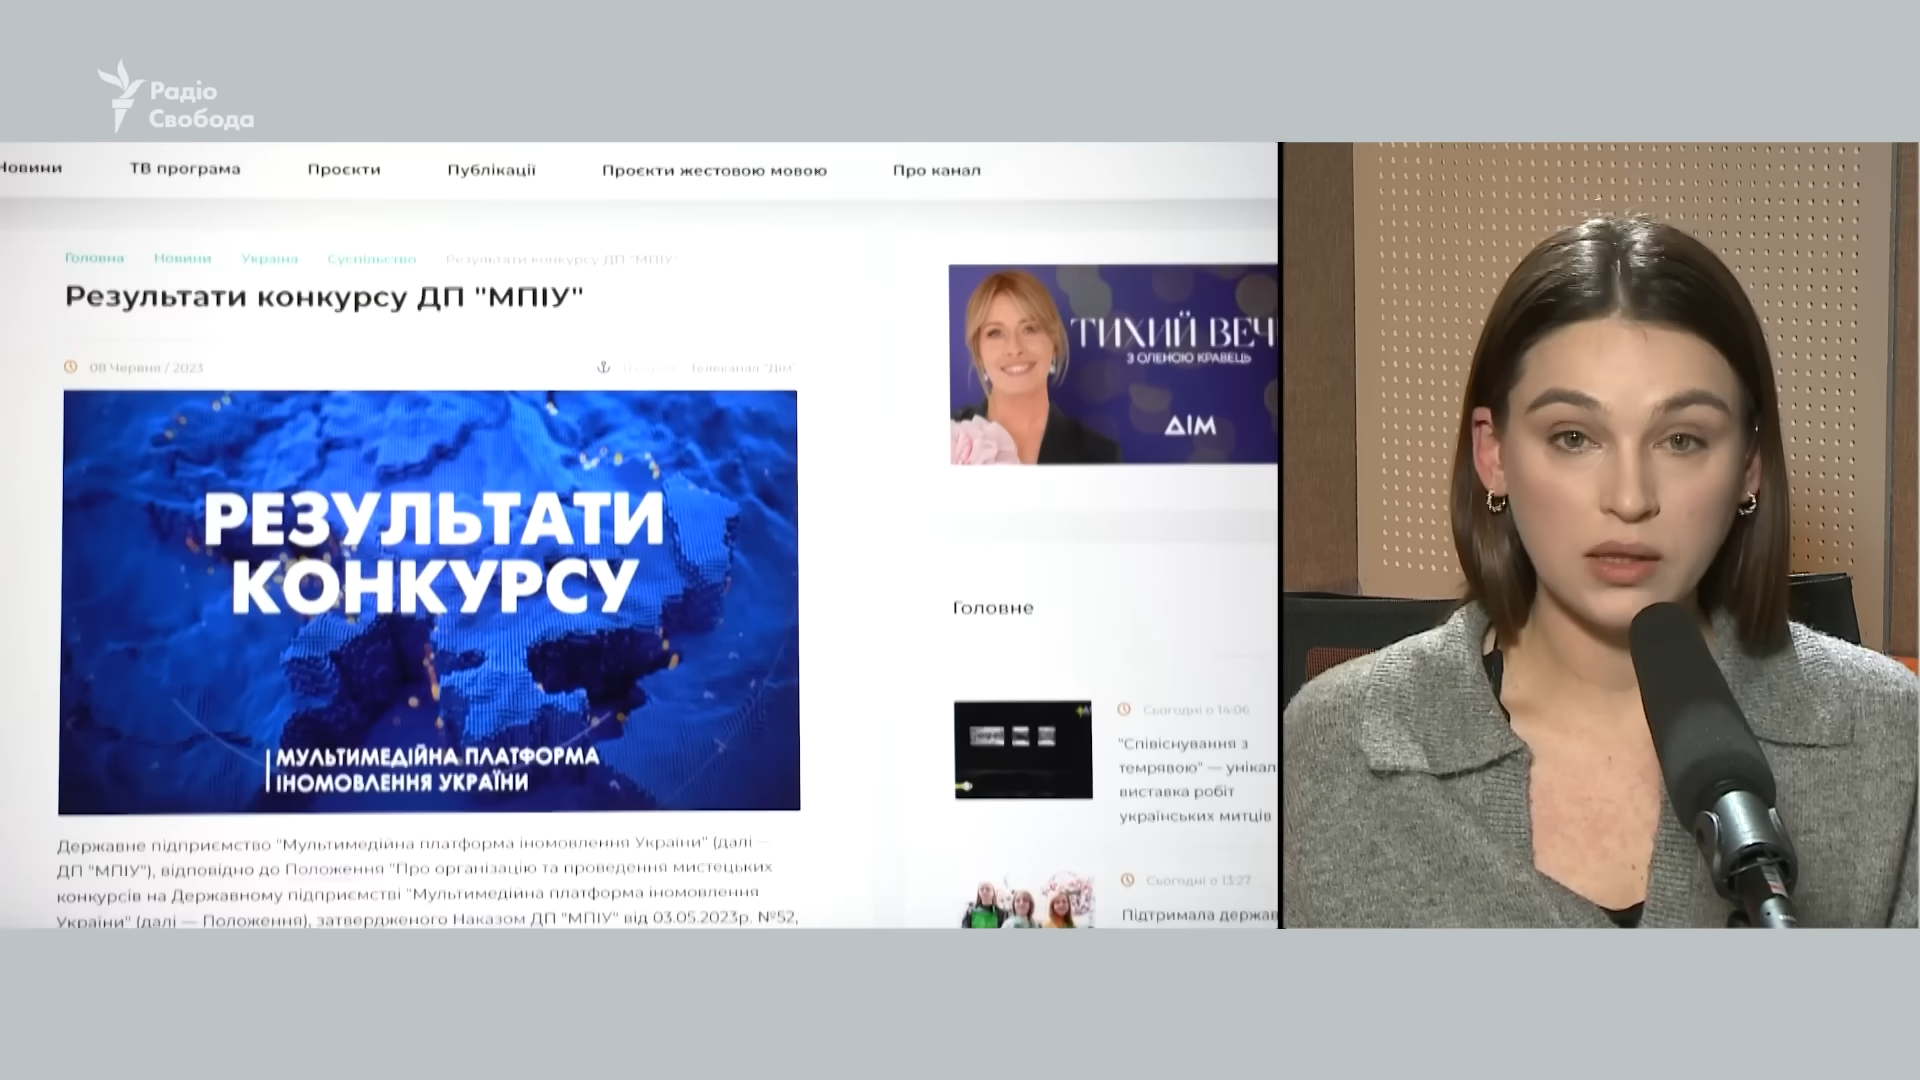 Радіо
Свобода
Новини
ТВ програма
Проєкти
Публікації
Проєкти жестовою мовою
Про канал
Головна
Новини
Україна
Суспільство
Результати конкурсу ДП "МПІУ"
Результати конкурсу ДП "МПІУ"
08 Червня / 2023
Телеканал "Дім"
РЕЗУЛЬТАТИ
КОНКУРСУ
МУЛЬТИМЕДІЙНА ПЛАТФОРМА
ІНОМОВЛЕННЯ УКРАЇНИ
Державне підприємство "Мультимедійна платформа іномовлення України" (далі —
ДП "МПІУ"), відповідно до Положення "Про організацію та проведення мистецьких
конкурсів на Державному підприємстві "Мультимедійна платформа іномовлення
України" (далі — Положення), затвердженого Наказом ДП "МПІУ" від 03.05.2023р. №52,
ТИХИЙ ВЕЧ
З ОЛЕНОЮ КРАВЕЦЬ
ДІМ
Головне
Сьогодні о 14:06
"Співіснування з
темрявою" — унікал
виставка робіт
українських митців
Сьогодні о 13:27
Підтримала держав